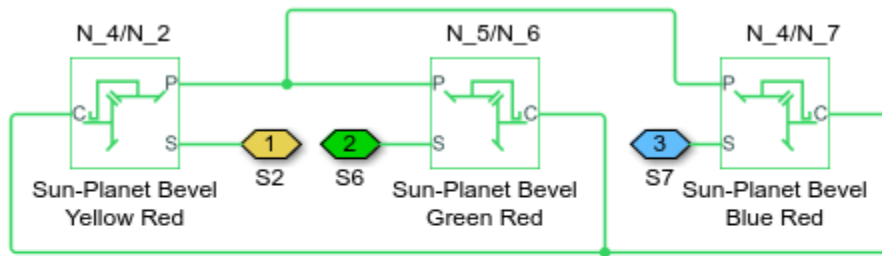 N_4/N_2
N_5/N_6
N_4/N_7
C
P
S
1
S2
2
S6
P
S
C
3
S7
P
S
C
Sun-Planet Bevel
Yellow Red
Sun-Planet Bevel
Green Red
Sun-Planet Bevel
Blue Red